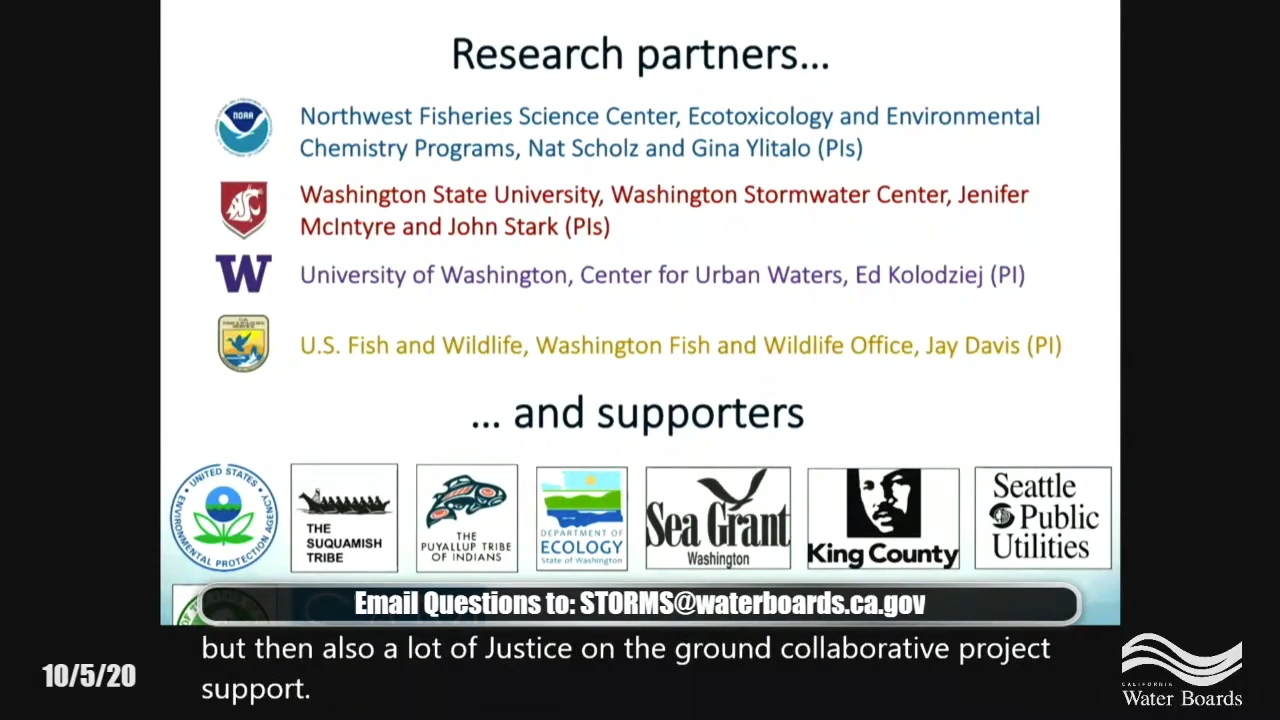 Research partners...
NOAA
Northwest Fisheries Science Center, Ecotoxicology and Environmental
Chemistry Programs, Nat Scholz and Gina Ylitalo (PIs)
Washington State University, Washington Stormwater Center, Jenifer
McIntyre and John Stark (PIs)
W
University of Washington, Center for Urban Waters, Ed Kolodziej (PI)
U.S. Fish and Wildlife, Washington Fish and Wildlife Office, Jay Davis (PI)
... and supporters
UNITED STATES
ENVIRONMENTAL PROTECTION AGENCY
THE
SUQUAMISH
TRIBE
THE
PUYALLUP TRIBE
OF INDIANS
DEPARTMENT OF
ECOLOGY
State of Washington
Sea Grant
Washington
King County
Seattle
Public
Utilities
Email Questions to: STORMS@waterboards.ca.gov
but then also a lot of Justice on the ground collaborative project
support.
10/5/20
CALIFORNIA
Water Boards